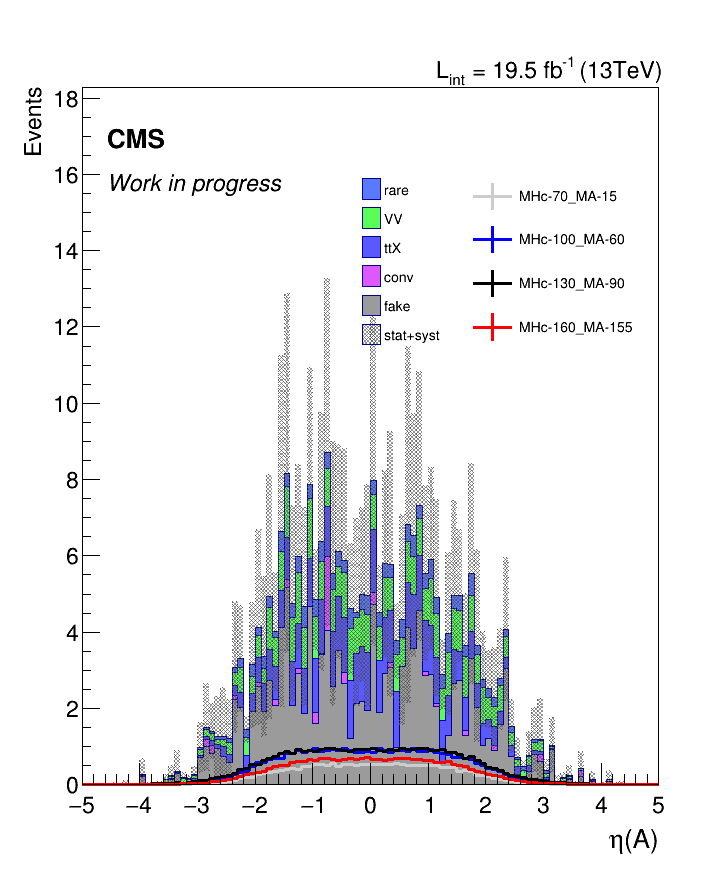 L_int = 19.5 fb^-1 (13TeV)
Events
18
16
14
12
10
8
6
4
2
0
CMS
Work in progress
rare
VV
ttX
conv
fake
stat+syst
MHc-70_MA-15
MHc-100_MA-60
MHc-130_MA-90
MHc-160_MA-155
−5 −4 −3 −2 −1 0 1 2 3 4 5
η(A)